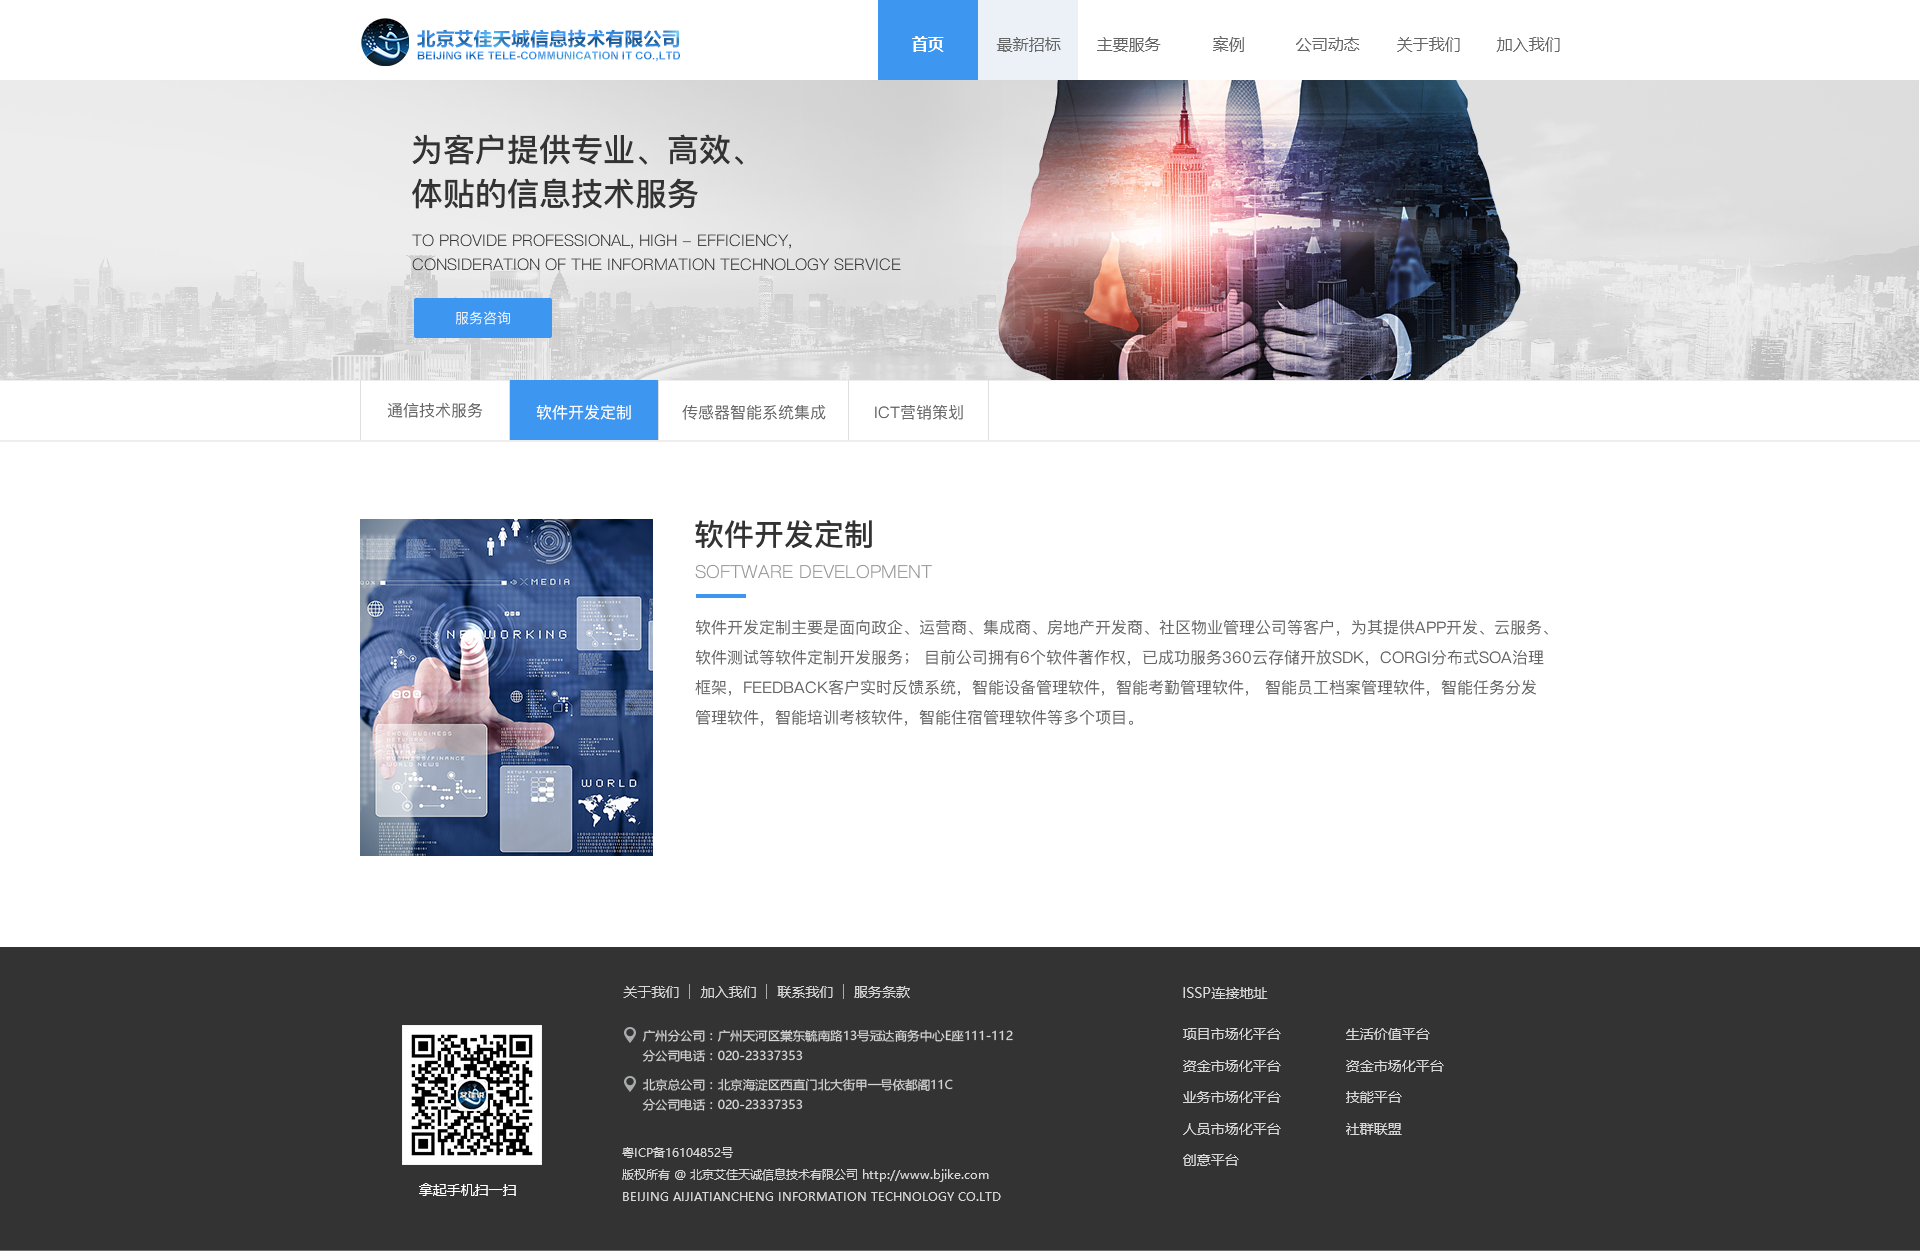 北京艾佳天诚信息技术有限公司
BEIJING IKE TELE-COMMUNICATION IT CO.,LTD
首页
最新招标
主要服务
案例
公司动态
关于我们
加入我们
为客户提供专业、高效、
体贴的信息技术服务
TO PROVIDE PROFESSIONAL, HIGH - EFFICIENCY,
CONSIDERATION OF THE INFORMATION TECHNOLOGY SERVICE
服务咨询
通信技术服务
软件开发定制
传感器智能系统集成
ICT营销策划
MEDIA
NETWORKING
WORLD
软件开发定制
SOFTWARE DEVELOPMENT
软件开发定制主要是面向政企、运营商、集成商、房地产开发商、社区物业管理公司等客户，为其提供APP开发、云服务、
软件测试等软件定制开发服务； 目前公司拥有6个软件著作权，已成功服务360云存储开放SDK，CORGI分布式SOA治理
框架，FEEDBACK客户实时反馈系统，智能设备管理软件，智能考勤管理软件， 智能员工档案管理软件，智能任务分发
管理软件，智能培训考核软件，智能住宿管理软件等多个项目。
关于我们
加入我们
联系我们
服务条款
广州分公司：广州天河区棠东毓南路13号冠达商务中心E座111-112
分公司电话：020-23337353
北京总公司：北京海淀区西直门北大街甲一号依都阁11C
分公司电话：020-23337353
粤ICP备16104852号
版权所有 @ 北京艾佳天诚信息技术有限公司 http://www.bjike.com
BEIJING AIJIATIANCHENG INFORMATION TECHNOLOGY CO.LTD
拿起手机扫一扫
ISSP连接地址
项目市场化平台
生活价值平台
资金市场化平台
资金市场化平台
业务市场化平台
技能平台
人员市场化平台
社群联盟
创意平台